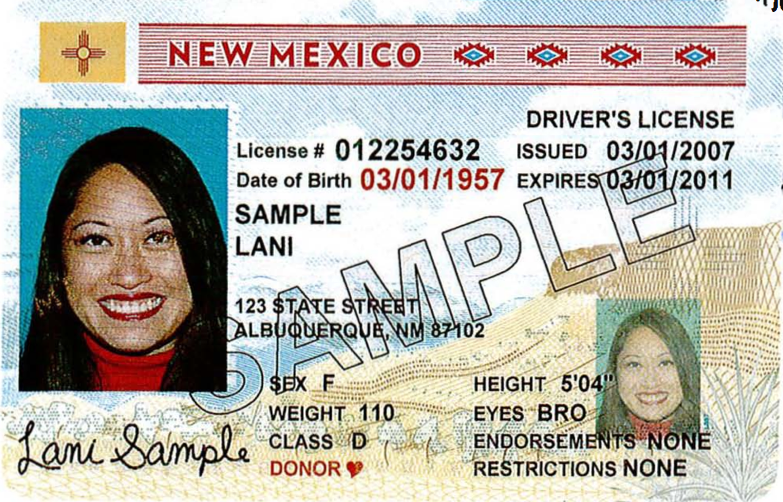 NEW MEXICO
DRIVER'S LICENSE
License # 012254632 ISSUED 03/01/2007
Date of Birth 03/01/1957 EXPIRES 03/01/2011
SAMPLE
LANI
123 STATE STREET
ALBUQUERQUE, NM 87102
SEX F HEIGHT 5'04"
WEIGHT 110 EYES BRO
CLASS D ENDORSEMENTS NONE
DONOR RESTRICTIONS NONE
Lani Sample
SAMPLE